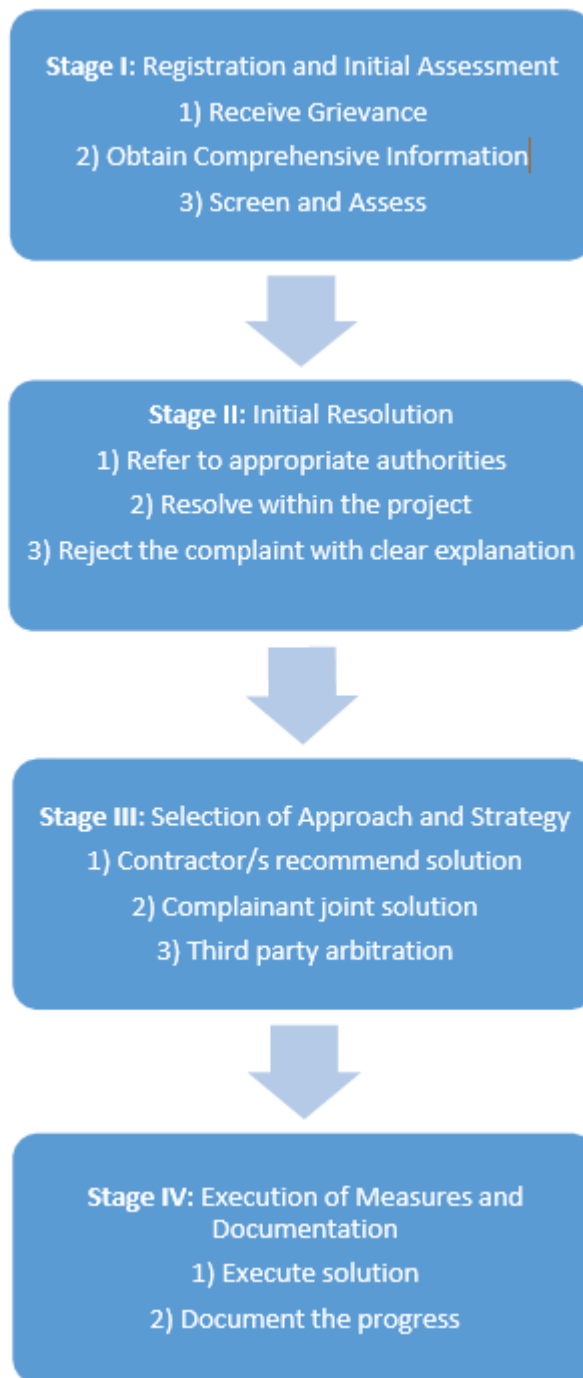 Stage I: Registration and Initial Assessment
1) Receive Grievance
2) Obtain Comprehensive Information
3) Screen and Assess
Stage II: Initial Resolution
1) Refer to appropriate authorities
2) Resolve within the project
3) Reject the complaint with clear explanation
Stage III: Selection of Approach and Strategy
1) Contractor/s recommend solution
2) Complainant joint solution
3) Third party arbitration
Stage IV: Execution of Measures and
Documentation
1) Execute solution
2) Document the progress